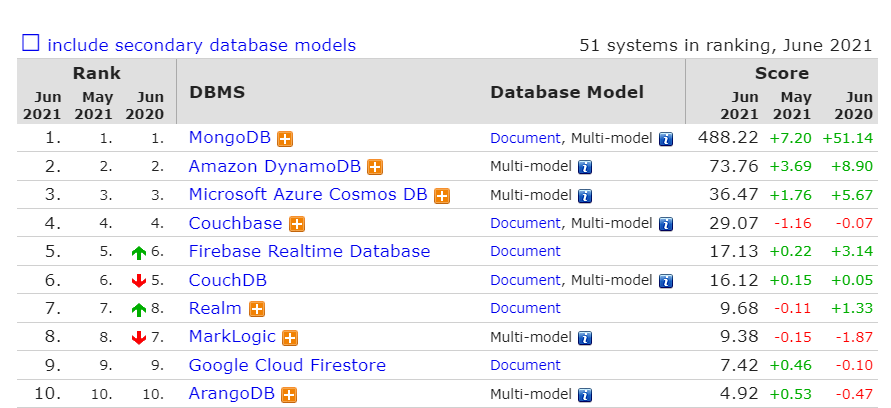 include secondary database models 51 systems in ranking, June 2021
Rank DBMS Database Model Score
Jun May Jun Jun May Jun
2021 2021 2020 2021 2021 2020
1. 1. 1. MongoDB Document, Multi-model 488.22 +7.20 +51.14
2. 2. 2. Amazon DynamoDB Multi-model 73.76 +3.69 +8.90
3. 3. 3. Microsoft Azure Cosmos DB Multi-model 36.47 +1.76 +5.67
4. 4. 4. Couchbase Document, Multi-model 29.07 -1.16 -0.07
5. 5. 6. Firebase Realtime Database Document 17.13 +0.22 +3.14
6. 6. 5. CouchDB Document, Multi-model 16.12 +0.15 +0.05
7. 7. 8. Realm Document 9.68 -0.11 +1.33
8. 8. 7. MarkLogic Multi-model 9.38 -0.15 -1.87
9. 9. 9. Google Cloud Firestore Document 7.42 +0.46 -0.10
10. 10. 10. ArangoDB Multi-model 4.92 +0.53 -0.47